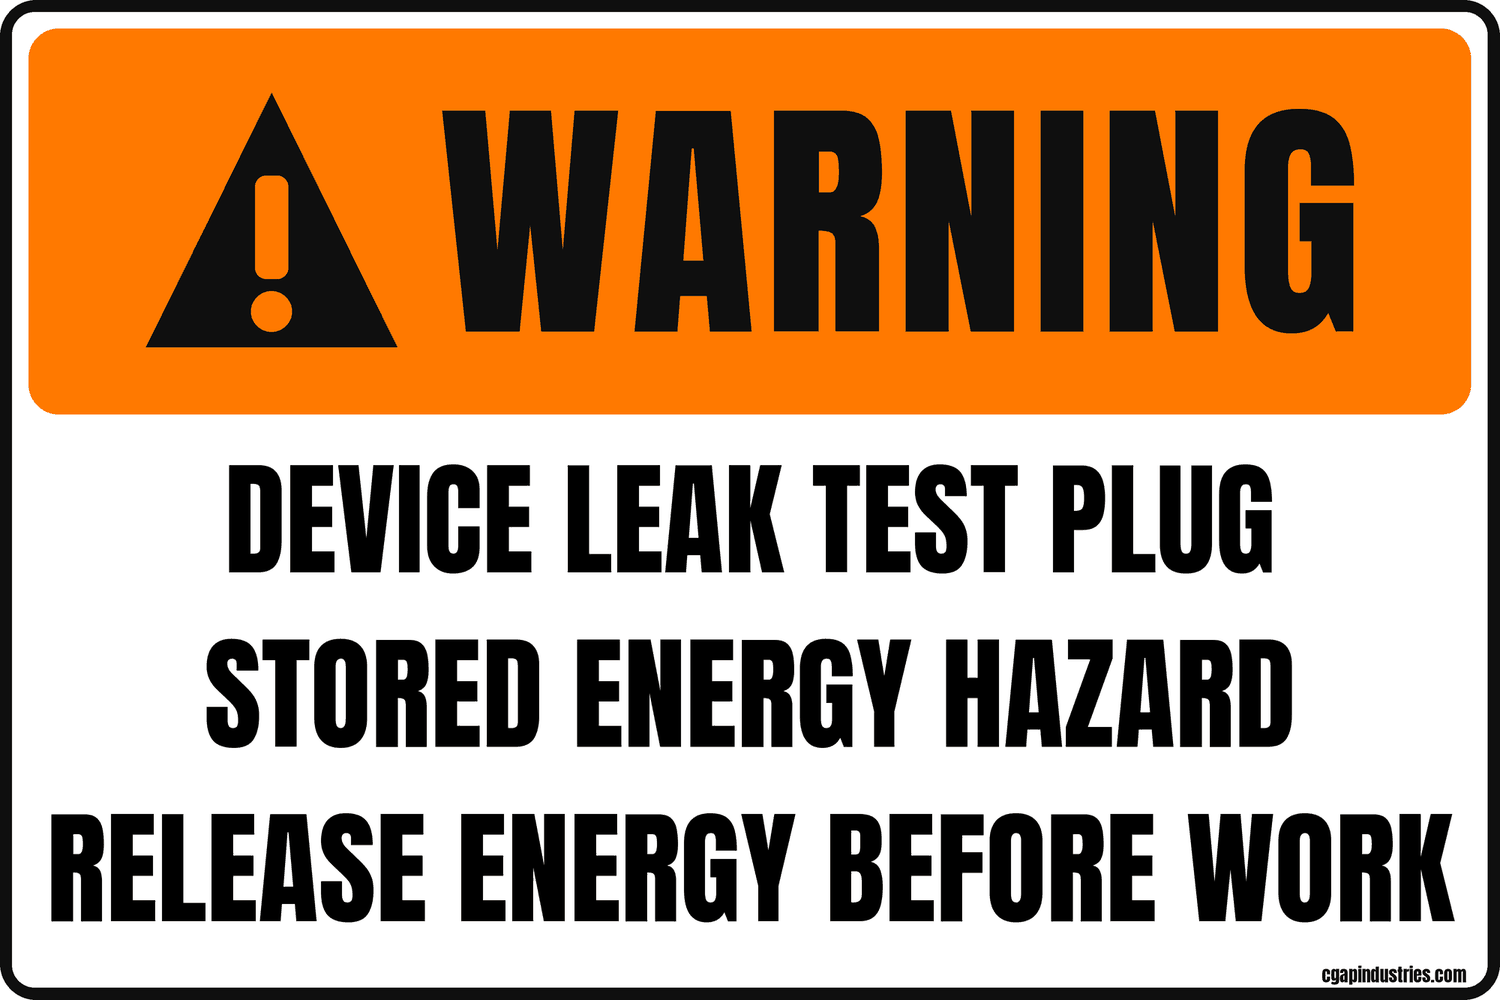 WARNING
DEVICE LEAK TEST PLUG
STORED ENERGY HAZARD
RELEASE ENERGY BEFORE WORK
cgapindustries.com